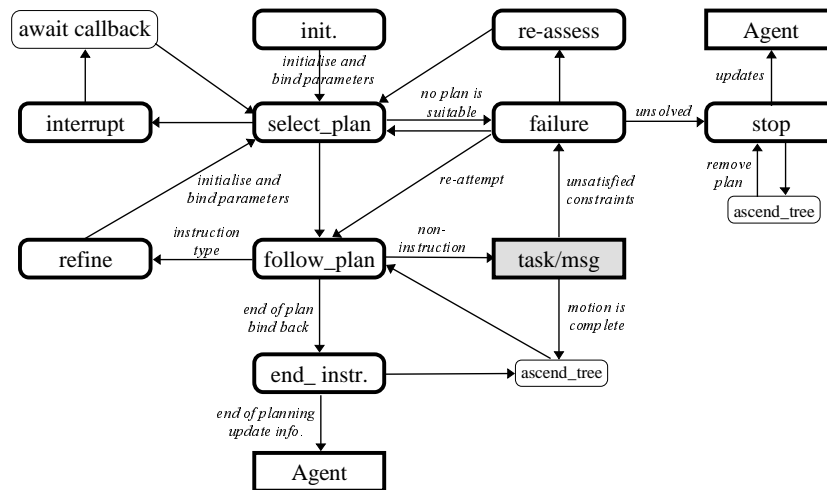 await callback
init.
re-assess
Agent
initialise and
bind parameters
updates
no plan is
suitable
interrupt
select_plan
failure
unsolved
stop
remove
plan
initialise and
bind parameters
re-attempt
unsatisfied
constraints
ascend_tree
instruction
type
non-
instruction
refine
follow_plan
task/msg
end of plan
bind back
motion is
complete
end_ instr.
ascend_tree
end of planning
update info.
Agent